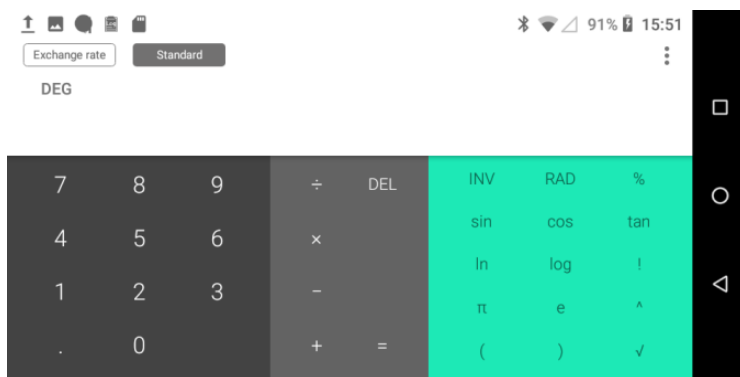 91% 15:51
Exchange rate Standard
DEG
7 8 9 ÷ DEL INV RAD %
sin cos tan
4 5 6 ×
ln log !
1 2 3 −
π e ^
. 0 + = ( ) √